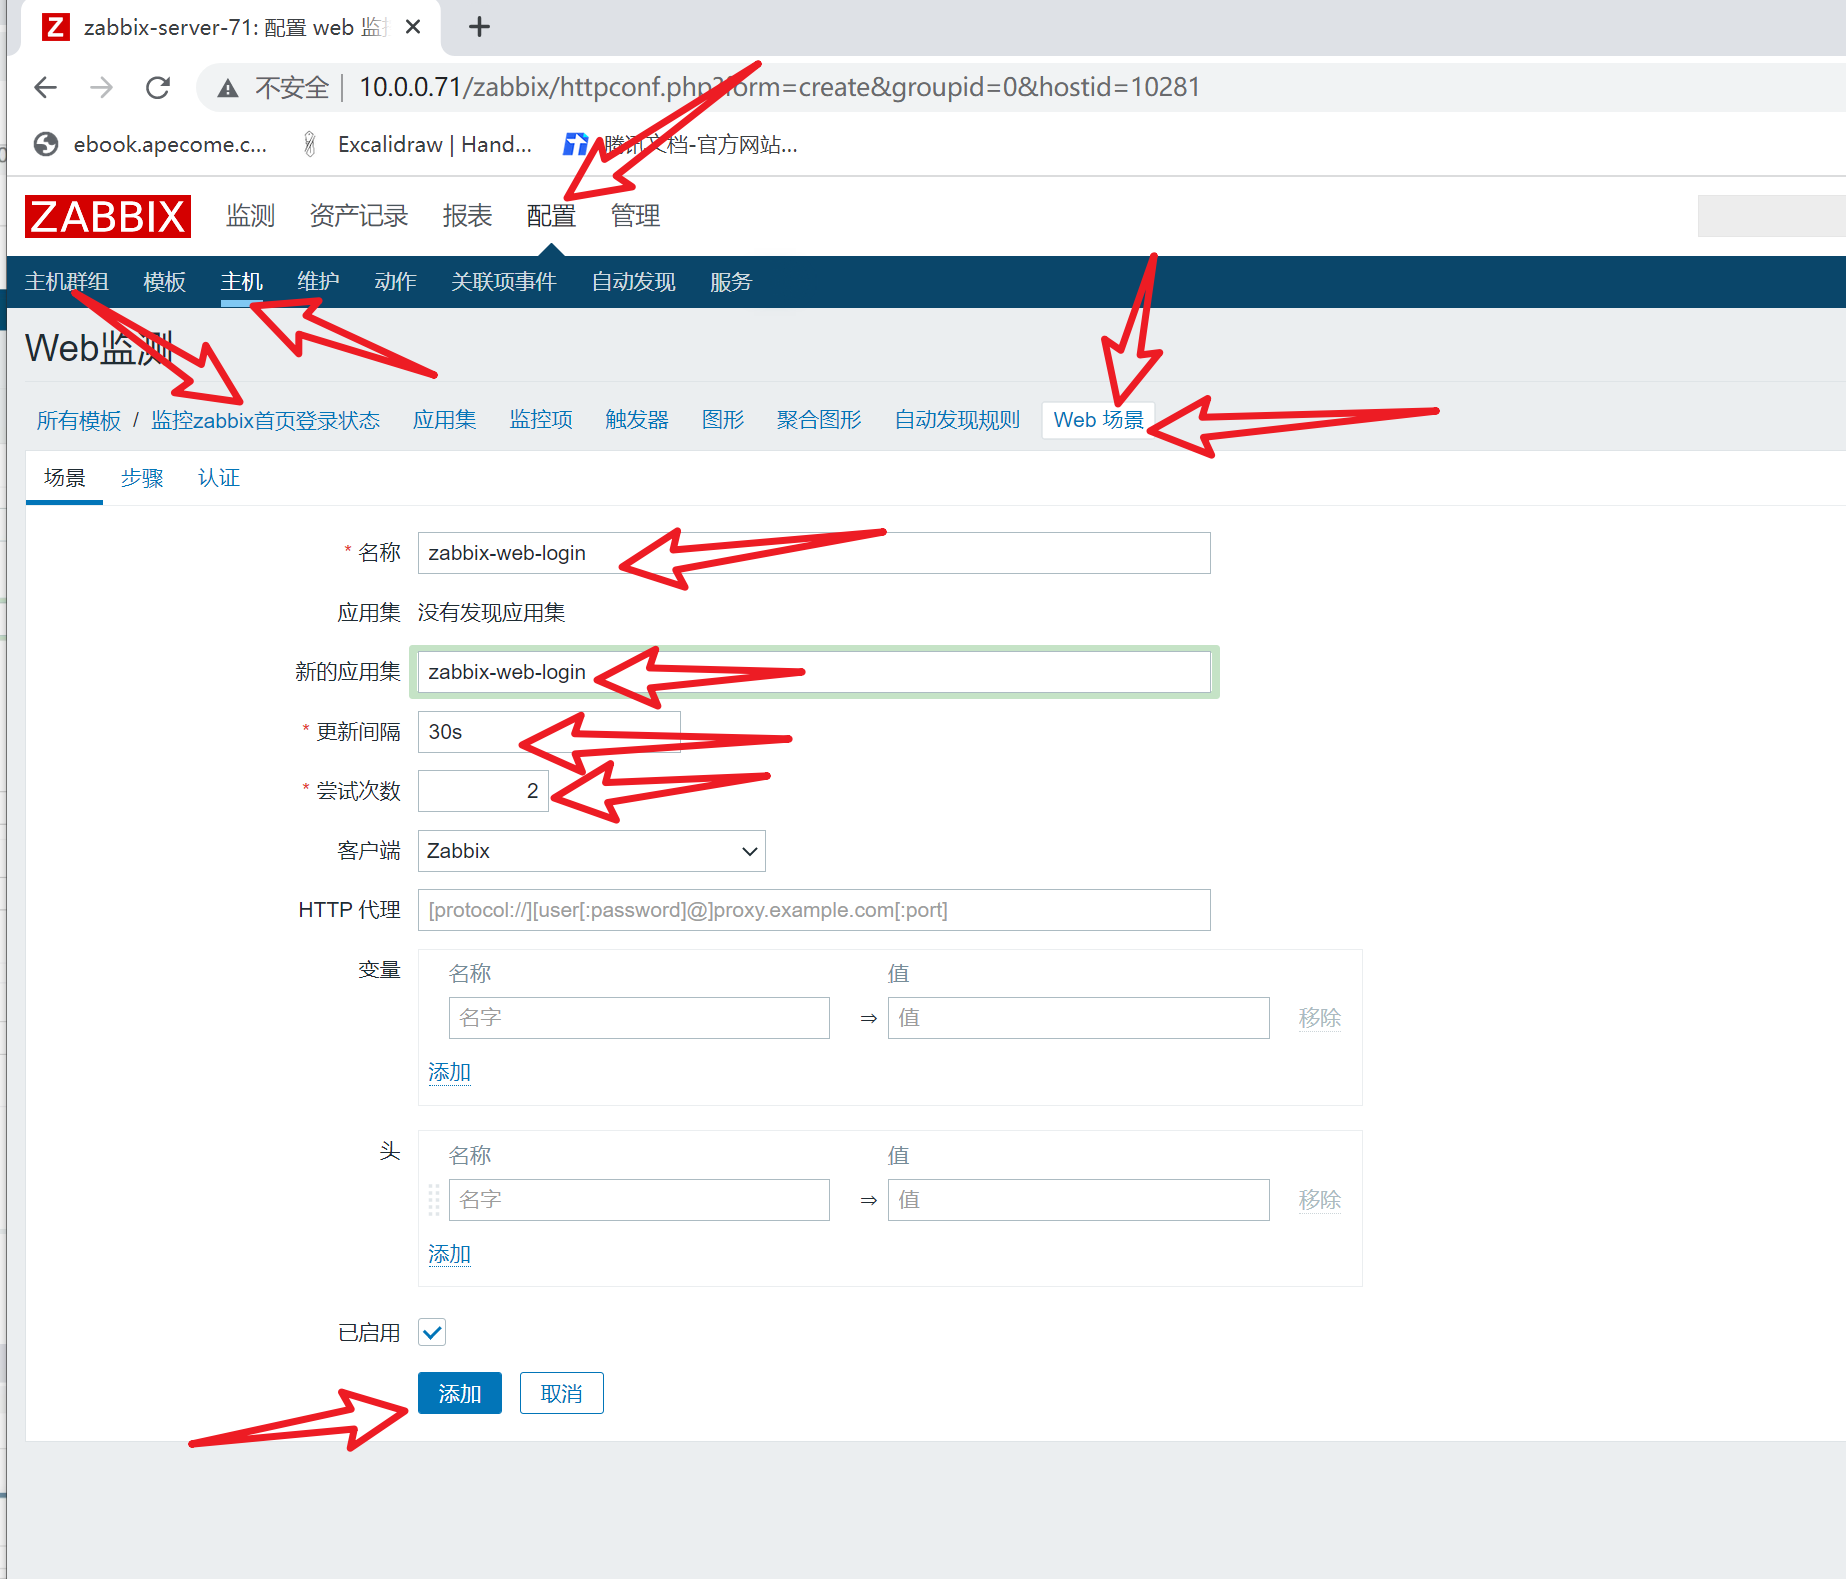 zabbix-server-71: 配置 web 监
不安全 10.0.0.71/zabbix/httpconf.php?form=create&groupid=0&hostid=10281
ebook.apecome.c... Excalidraw | Hand... 腾讯文档-官方网站...
ZABBIX 监测 资产记录 报表 配置 管理
主机群组 模板 主机 维护 动作 关联项事件 自动发现 服务
Web监测
所有模板 / 监控zabbix首页登录状态 应用集 监控项 触发器 图形 聚合图形 自动发现规则 Web 场景
场景 步骤 认证
* 名称 zabbix-web-login
应用集 没有发现应用集
新的应用集 zabbix-web-login
* 更新间隔 30s
* 尝试次数 2
客户端 Zabbix
HTTP 代理 [protocol://][user[:password]@]proxy.example.com[:port]
变量 名称 值
名字 ⇒ 值 移除
添加
头 名称 值
名字 ⇒ 值 移除
添加
已启用
添加 取消